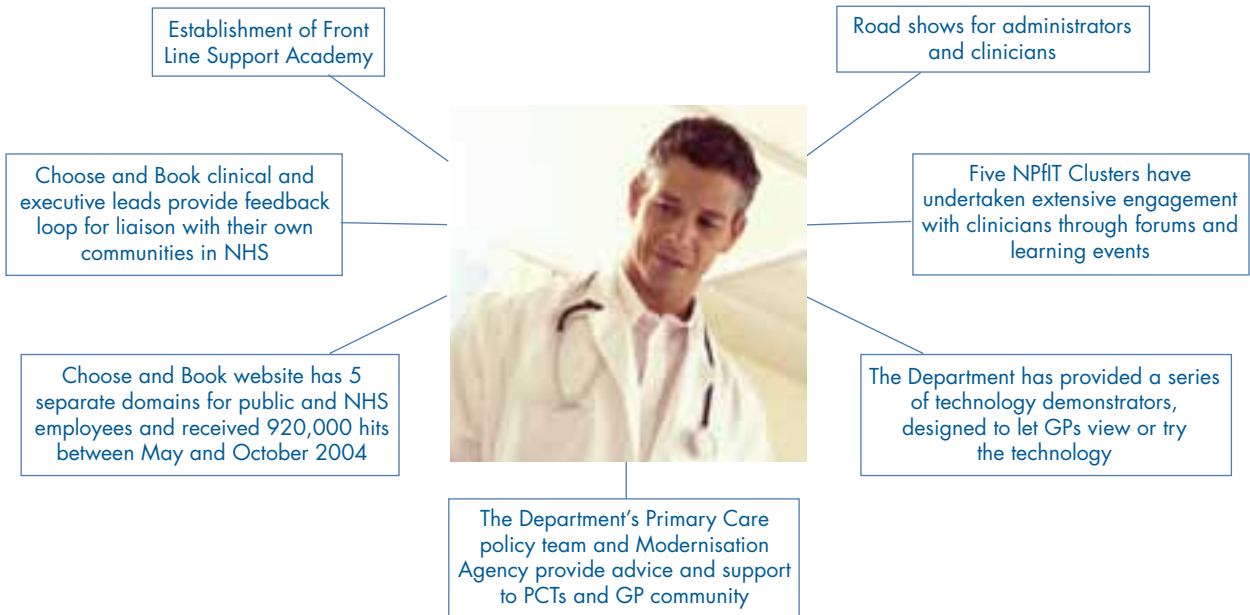 Establishment of Front
Line Support Academy
Road shows for administrators
and clinicians
Choose and Book clinical and
executive leads provide feedback
loop for liaison with their own
communities in NHS
Five NPfIT Clusters have
undertaken extensive engagement
with clinicians through forums and
learning events
Choose and Book website has 5
separate domains for public and NHS
employees and received 920,000 hits
between May and October 2004
The Department has provided a series
of technology demonstrators,
designed to let GPs view or try
the technology
The Department’s Primary Care
policy team and Modernisation
Agency provide advice and support
to PCTs and GP community